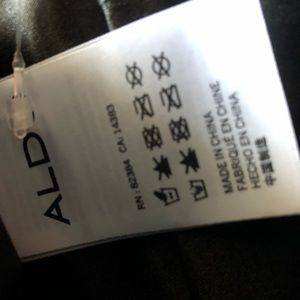 ALDO
RN: 82384 CA: 14383
MADE IN CHINA
FABRIQUÉ EN CHINE
HECHO EN CHINA
中国制造